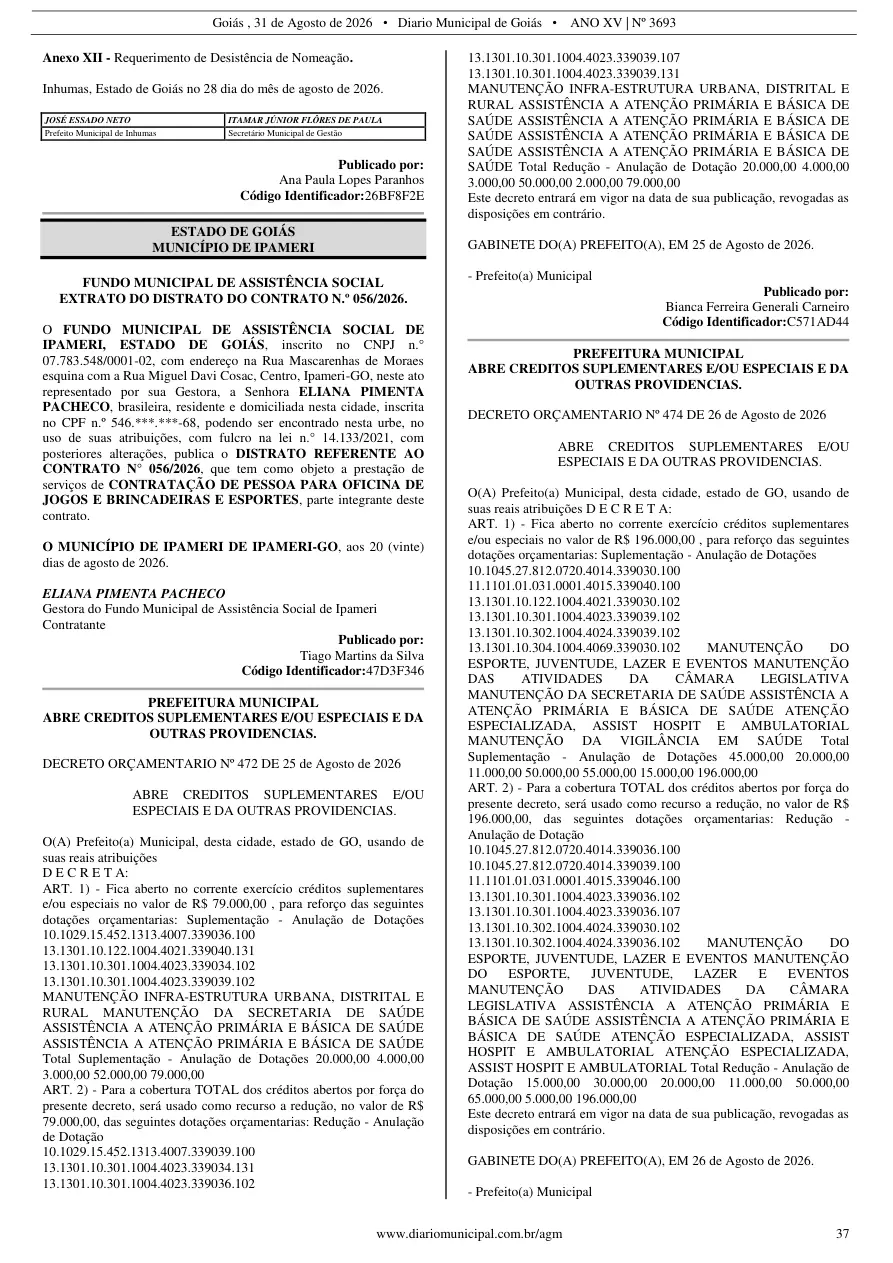 Goiás , 31 de Agosto de 2026 • Diario Municipal de Goiás • ANO XV | Nº 3693
Anexo XII - Requerimento de Desistência de Nomeação.
Inhumas, Estado de Goiás no 28 dia do mês de agosto de 2026.
JOSÉ ESSADO NETO ITAMAR JÚNIOR FLÔRES DE PAULA
Prefeito Municipal de Inhumas Secretário Municipal de Gestão
Publicado por:
Ana Paula Lopes Paranhos
Código Identificador:26BF8F2E
ESTADO DE GOIÁS
MUNICÍPIO DE IPAMERI
FUNDO MUNICIPAL DE ASSISTÊNCIA SOCIAL
EXTRATO DO DISTRATO DO CONTRATO N.º 056/2026.
O FUNDO MUNICIPAL DE ASSISTÊNCIA SOCIAL DE
IPAMERI, ESTADO DE GOIÁS, inscrito no CNPJ n.°
07.783.548/0001-02, com endereço na Rua Mascarenhas de Moraes
esquina com a Rua Miguel Davi Cosac, Centro, Ipameri-GO, neste ato
representado por sua Gestora, a Senhora ELIANA PIMENTA
PACHECO, brasileira, residente e domiciliada nesta cidade, inscrita
no CPF n.º 546.***.***-68, podendo ser encontrado nesta urbe, no
uso de suas atribuições, com fulcro na lei n.° 14.133/2021, com
posteriores alterações, publica o DISTRATO REFERENTE AO
CONTRATO N° 056/2026, que tem como objeto a prestação de
serviços de CONTRATAÇÃO DE PESSOA PARA OFICINA DE
JOGOS E BRINCADEIRAS E ESPORTES, parte integrante deste
contrato.
O MUNICÍPIO DE IPAMERI DE IPAMERI-GO, aos 20 (vinte)
dias de agosto de 2026.
ELIANA PIMENTA PACHECO
Gestora do Fundo Municipal de Assistência Social de Ipameri
Contratante
Publicado por:
Tiago Martins da Silva
Código Identificador:47D3F346
PREFEITURA MUNICIPAL
ABRE CREDITOS SUPLEMENTARES E/OU ESPECIAIS E DA
OUTRAS PROVIDENCIAS.
DECRETO ORÇAMENTARIO Nº 472 DE 25 de Agosto de 2026
ABRE CREDITOS SUPLEMENTARES E/OU
ESPECIAIS E DA OUTRAS PROVIDENCIAS.
O(A) Prefeito(a) Municipal, desta cidade, estado de GO, usando de
suas reais atribuições
D E C R E T A:
ART. 1) - Fica aberto no corrente exercício créditos suplementares
e/ou especiais no valor de R$ 79.000,00 , para reforço das seguintes
dotações orçamentarias: Suplementação - Anulação de Dotações
10.1029.15.452.1313.4007.339036.100
13.1301.10.122.1004.4021.339040.131
13.1301.10.301.1004.4023.339034.102
13.1301.10.301.1004.4023.339039.102
MANUTENÇÃO INFRA-ESTRUTURA URBANA, DISTRITAL E
RURAL MANUTENÇÃO DA SECRETARIA DE SAÚDE
ASSISTÊNCIA A ATENÇÃO PRIMÁRIA E BÁSICA DE SAÚDE
ASSISTÊNCIA A ATENÇÃO PRIMÁRIA E BÁSICA DE SAÚDE
Total Suplementação - Anulação de Dotações 20.000,00 4.000,00
3.000,00 52.000,00 79.000,00
ART. 2) - Para a cobertura TOTAL dos créditos abertos por força do
presente decreto, será usado como recurso a redução, no valor de R$
79.000,00, das seguintes dotações orçamentarias: Redução - Anulação
de Dotação
10.1029.15.452.1313.4007.339039.100
13.1301.10.301.1004.4023.339034.131
13.1301.10.301.1004.4023.339036.102
13.1301.10.301.1004.4023.339039.107
13.1301.10.301.1004.4023.339039.131
MANUTENÇÃO INFRA-ESTRUTURA URBANA, DISTRITAL E
RURAL ASSISTÊNCIA A ATENÇÃO PRIMÁRIA E BÁSICA DE
SAÚDE ASSISTÊNCIA A ATENÇÃO PRIMÁRIA E BÁSICA DE
SAÚDE ASSISTÊNCIA A ATENÇÃO PRIMÁRIA E BÁSICA DE
SAÚDE ASSISTÊNCIA A ATENÇÃO PRIMÁRIA E BÁSICA DE
SAÚDE Total Redução - Anulação de Dotação 20.000,00 4.000,00
3.000,00 50.000,00 2.000,00 79.000,00
Este decreto entrará em vigor na data de sua publicação, revogadas as
disposições em contrário.
GABINETE DO(A) PREFEITO(A), EM 25 de Agosto de 2026.
- Prefeito(a) Municipal
Publicado por:
Bianca Ferreira Generali Carneiro
Código Identificador:C571AD44
PREFEITURA MUNICIPAL
ABRE CREDITOS SUPLEMENTARES E/OU ESPECIAIS E DA
OUTRAS PROVIDENCIAS.
DECRETO ORÇAMENTARIO Nº 474 DE 26 de Agosto de 2026
ABRE CREDITOS SUPLEMENTARES E/OU
ESPECIAIS E DA OUTRAS PROVIDENCIAS.
O(A) Prefeito(a) Municipal, desta cidade, estado de GO, usando de
suas reais atribuições D E C R E T A:
ART. 1) - Fica aberto no corrente exercício créditos suplementares
e/ou especiais no valor de R$ 196.000,00 , para reforço das seguintes
dotações orçamentarias: Suplementação - Anulação de Dotações
10.1045.27.812.0720.4014.339030.100
11.1101.01.031.0001.4015.339040.100
13.1301.10.122.1004.4021.339030.102
13.1301.10.301.1004.4023.339039.102
13.1301.10.302.1004.4024.339039.102
13.1301.10.304.1004.4069.339030.102 MANUTENÇÃO DO
ESPORTE, JUVENTUDE, LAZER E EVENTOS MANUTENÇÃO
DAS ATIVIDADES DA CÂMARA LEGISLATIVA
MANUTENÇÃO DA SECRETARIA DE SAÚDE ASSISTÊNCIA A
ATENÇÃO PRIMÁRIA E BÁSICA DE SAÚDE ATENÇÃO
ESPECIALIZADA, ASSIST HOSPIT E AMBULATORIAL
MANUTENÇÃO DA VIGILÂNCIA EM SAÚDE Total
Suplementação - Anulação de Dotações 45.000,00 20.000,00
11.000,00 50.000,00 55.000,00 15.000,00 196.000,00
ART. 2) - Para a cobertura TOTAL dos créditos abertos por força do
presente decreto, será usado como recurso a redução, no valor de R$
196.000,00, das seguintes dotações orçamentarias: Redução -
Anulação de Dotação
10.1045.27.812.0720.4014.339036.100
10.1045.27.812.0720.4014.339039.100
11.1101.01.031.0001.4015.339046.100
13.1301.10.301.1004.4023.339036.102
13.1301.10.301.1004.4023.339036.107
13.1301.10.302.1004.4024.339030.102
13.1301.10.302.1004.4024.339036.102 MANUTENÇÃO DO
ESPORTE, JUVENTUDE, LAZER E EVENTOS MANUTENÇÃO
DO ESPORTE, JUVENTUDE, LAZER E EVENTOS
MANUTENÇÃO DAS ATIVIDADES DA CÂMARA
LEGISLATIVA ASSISTÊNCIA A ATENÇÃO PRIMÁRIA E
BÁSICA DE SAÚDE ASSISTÊNCIA A ATENÇÃO PRIMÁRIA E
BÁSICA DE SAÚDE ATENÇÃO ESPECIALIZADA, ASSIST
HOSPIT E AMBULATORIAL ATENÇÃO ESPECIALIZADA,
ASSIST HOSPIT E AMBULATORIAL Total Redução - Anulação de
Dotação 15.000,00 30.000,00 20.000,00 11.000,00 50.000,00
65.000,00 5.000,00 196.000,00
Este decreto entrará em vigor na data de sua publicação, revogadas as
disposições em contrário.
GABINETE DO(A) PREFEITO(A), EM 26 de Agosto de 2026.
- Prefeito(a) Municipal
www.diariomunicipal.com.br/agm 37